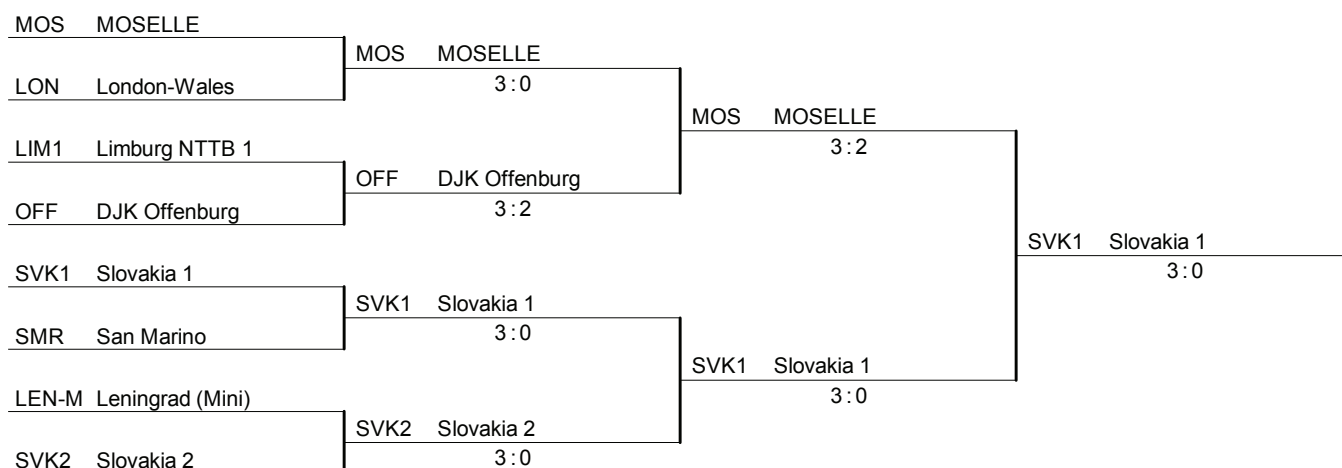 MOS MOSELLE
MOS MOSELLE
3:0
LON London-Wales
MOS MOSELLE
3:2
LIM1 Limburg NTTB 1
OFF DJK Offenburg
3:2
OFF DJK Offenburg
SVK1 Slovakia 1
3:0
SVK1 Slovakia 1
SVK1 Slovakia 1
3:0
SMR San Marino
SVK1 Slovakia 1
3:0
LEN-M Leningrad (Mini)
SVK2 Slovakia 2
3:0
SVK2 Slovakia 2